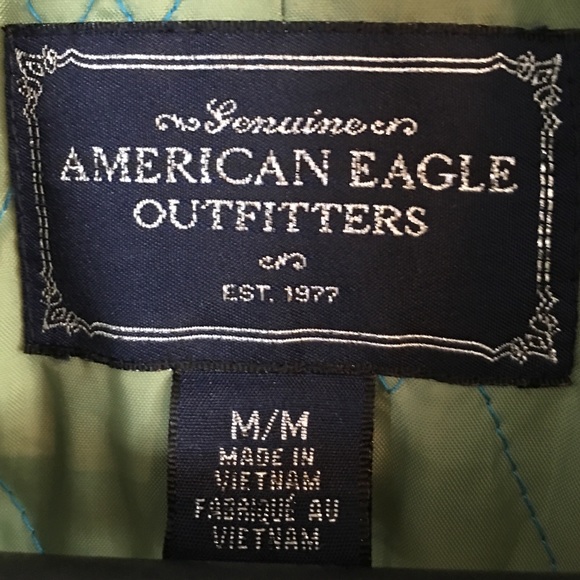 Genuine
AMERICAN EAGLE
OUTFITTERS
EST. 1977
M/M
MADE IN
VIETNAM
FABRIQUÉ AU
VIETNAM